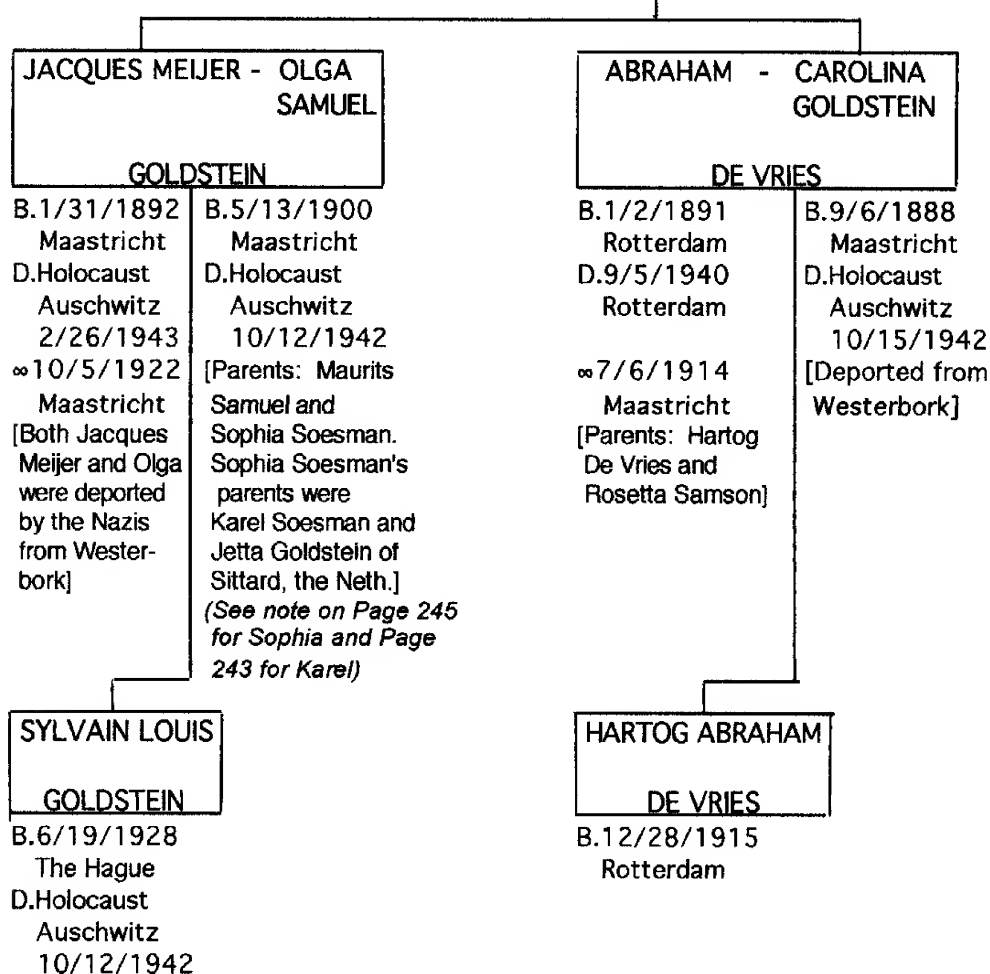 JACQUES MEIJER - OLGA
SAMUEL
GOLDSTEIN
B.1/31/1892
Maastricht
D.Holocaust
Auschwitz
2/26/1943
∞10/5/1922
Maastricht
[Both Jacques
Meijer and Olga
were deported
by the Nazis
from Wester-
bork]
B.5/13/1900
Maastricht
D.Holocaust
Auschwitz
10/12/1942
[Parents: Maurits
Samuel and
Sophia Soesman.
Sophia Soesman's
parents were
Karel Soesman and
Jetta Goldstein of
Sittard, the Neth.]
(See note on Page 245
for Sophia and Page
243 for Karel)
ABRAHAM - CAROLINA
GOLDSTEIN
DE VRIES
B.1/2/1891
Rotterdam
D.9/5/1940
Rotterdam
∞7/6/1914
Maastricht
[Parents: Hartog
De Vries and
Rosetta Samson]
B.9/6/1888
Maastricht
D.Holocaust
Auschwitz
10/15/1942
[Deported from
Westerbork]
SYLVAIN LOUIS
GOLDSTEIN
B.6/19/1928
The Hague
D.Holocaust
Auschwitz
10/12/1942
HARTOG ABRAHAM
DE VRIES
B.12/28/1915
Rotterdam